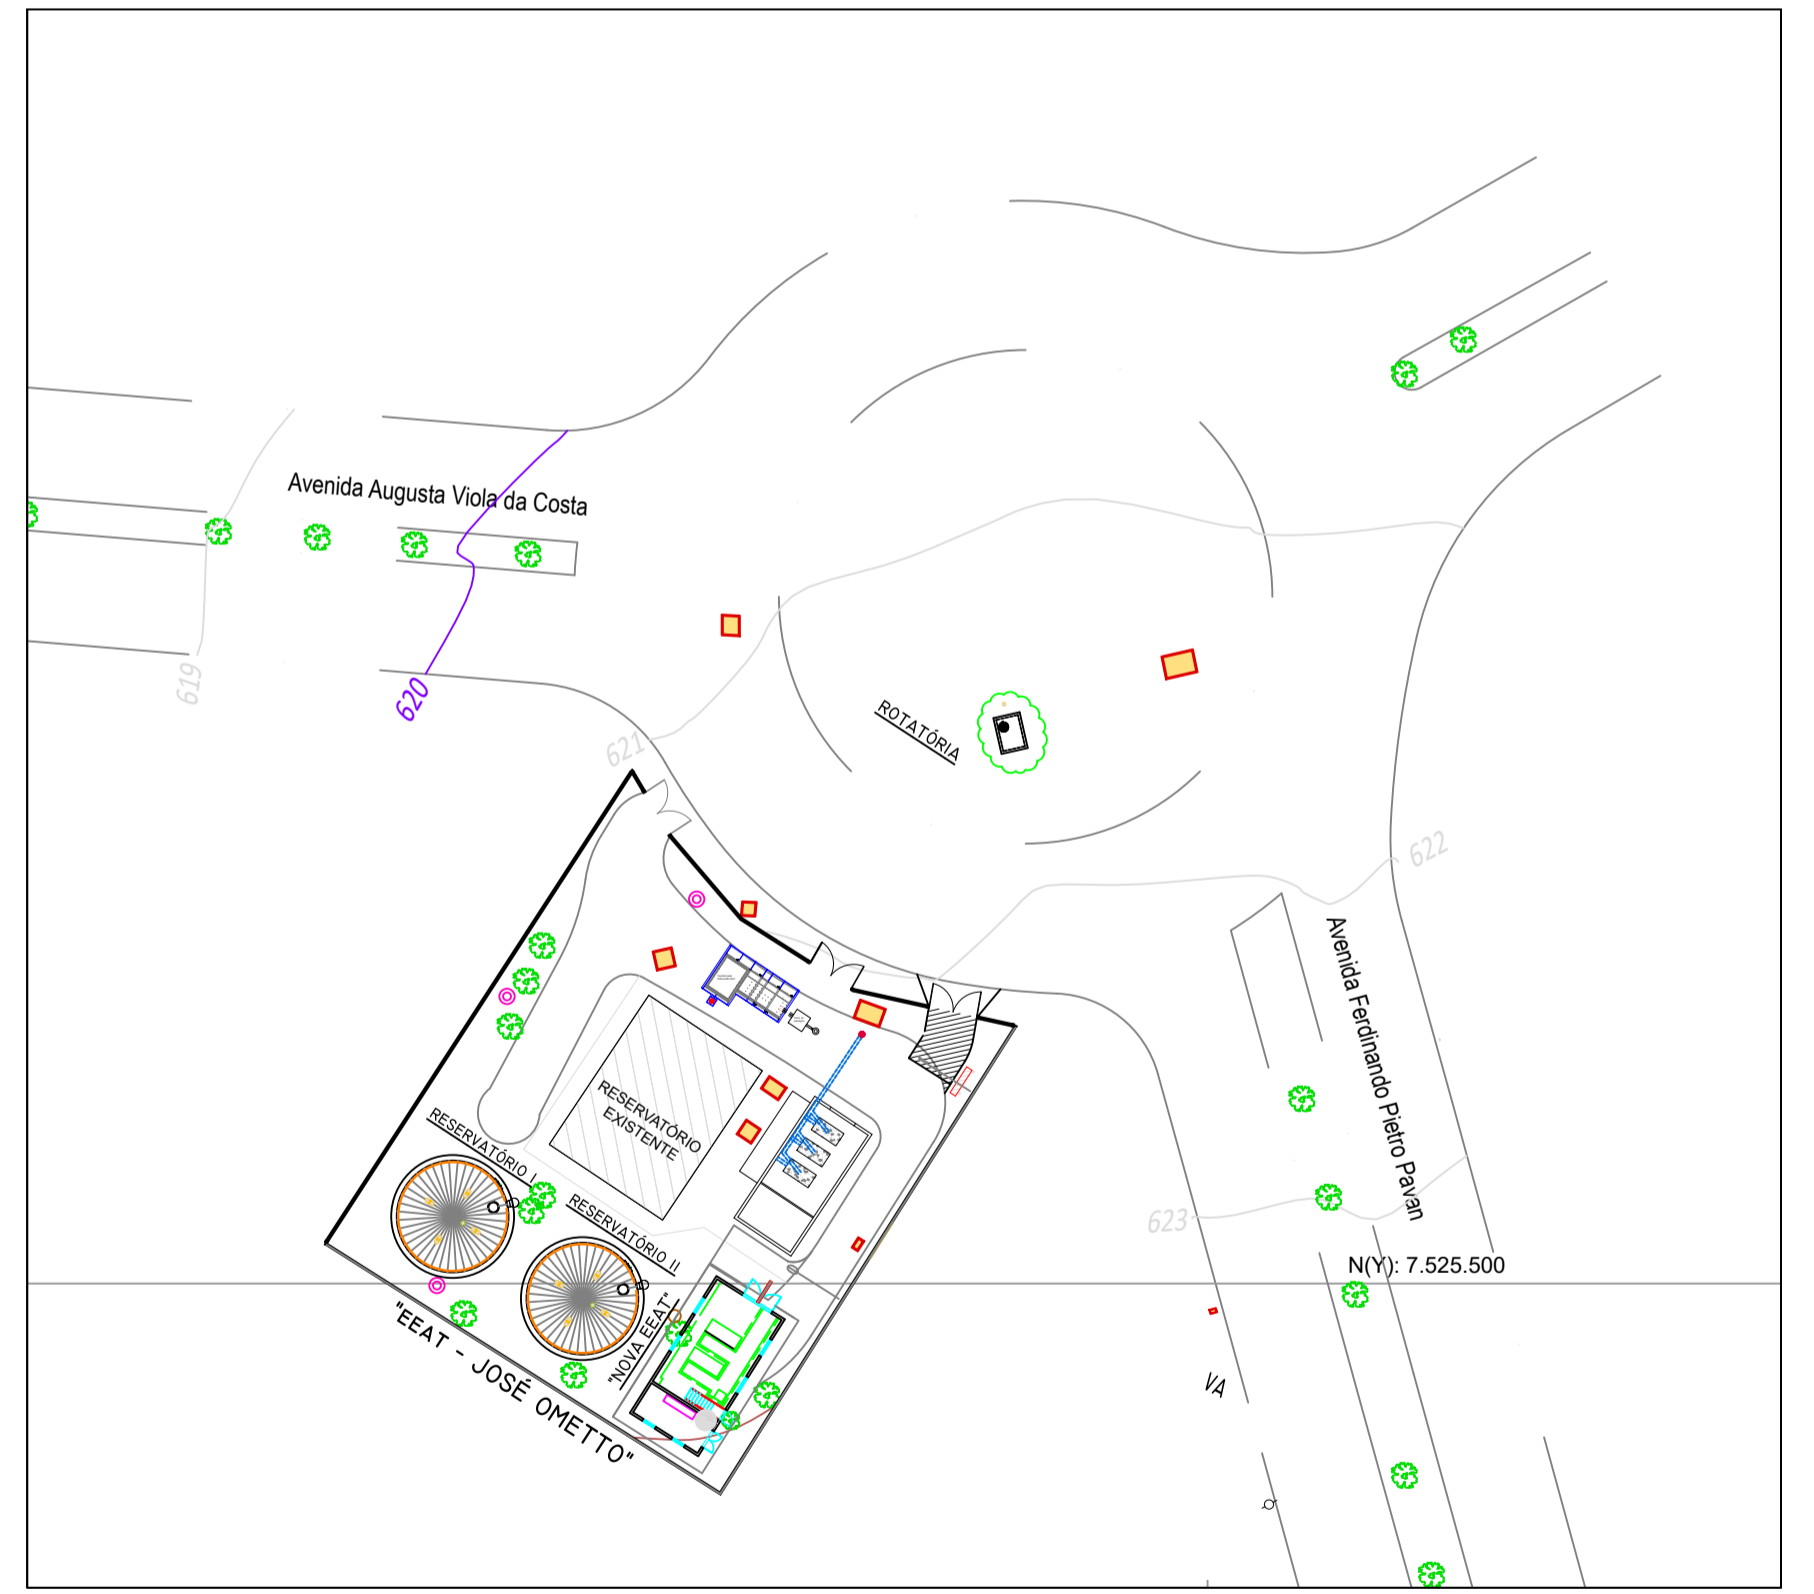 Avenida Augusta Viola da Costa
619
620
621
ROTATÓRIA
622
Avenida Ferdinando Pietro Pavan
RESERVATÓRIO
EXISTENTE
RESERVATÓRIO I
RESERVATÓRIO II
623
N(Y): 7.525.500
"NOVA EEAT"
"EEAT - JOSÉ OMETTO"
VA